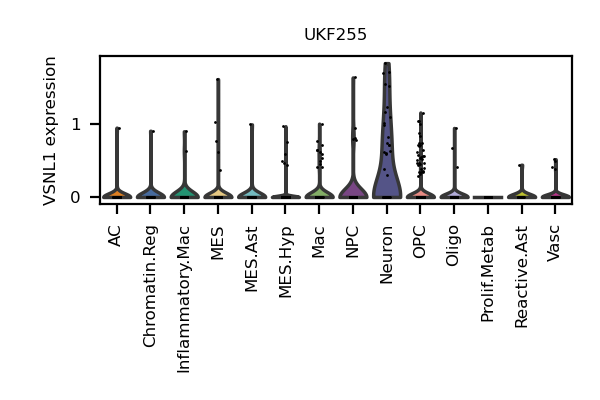 UKF255
VSNL1 expression
1
0
AC
Chromatin.Reg
Inflammatory.Mac
MES
MES.Ast
MES.Hyp
Mac
NPC
Neuron
OPC
Oligo
Prolif.Metab
Reactive.Ast
Vasc